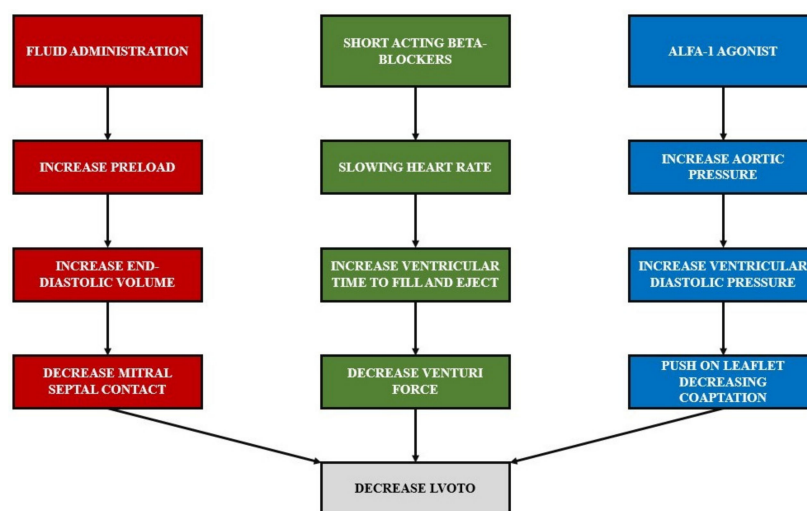 FLUID ADMINISTRATION
SHORT ACTING BETA-
BLOCKERS
ALFA-1 AGONIST
INCREASE PRELOAD
SLOWING HEART RATE
INCREASE AORTIC
PRESSURE
INCREASE END-
DIASTOLIC VOLUME
INCREASE VENTRICULAR
TIME TO FILL AND EJECT
INCREASE VENTRICULAR
DIASTOLIC PRESSURE
DECREASE MITRAL
SEPTAL CONTACT
DECREASE VENTURI
FORCE
PUSH ON LEAFLET
DECREASING
COAPTATION
DECREASE LVOTO